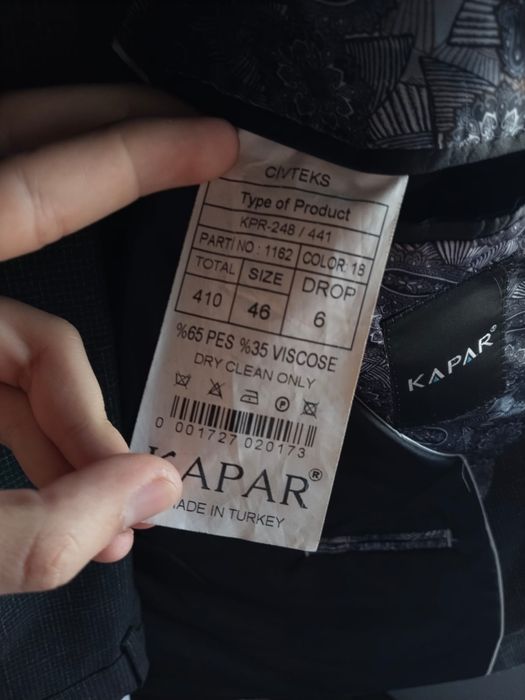 CIVTEKS
Type of Product
KPR-248 / 441
PARTİ NO : 1162 COLOR: 18
TOTAL SIZE DROP
410 46 6
%65 PES %35 VISCOSE
DRY CLEAN ONLY
P
0 001727 020173
KAPAR®
MADE IN TURKEY
KAPAR®